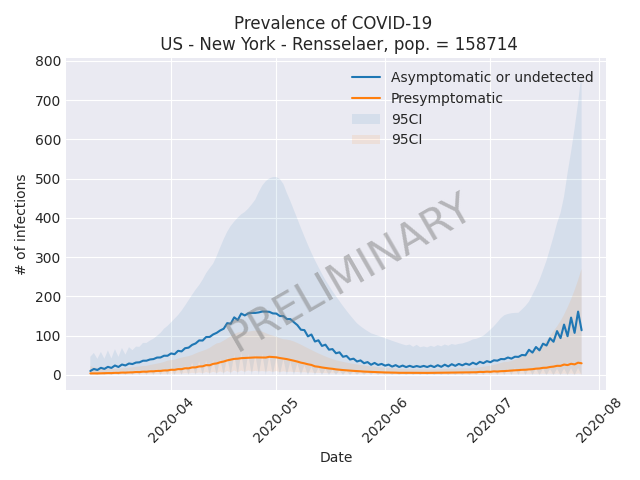 Prevalence of COVID-19
US - New York - Rensselaer, pop. = 158714
800
700
600
500
400
300
200
100
0
# of infections
Asymptomatic or undetected
Presymptomatic
95CI
95CI
PRELIMINARY
2020-04
2020-05
2020-06
2020-07
2020-08
Date